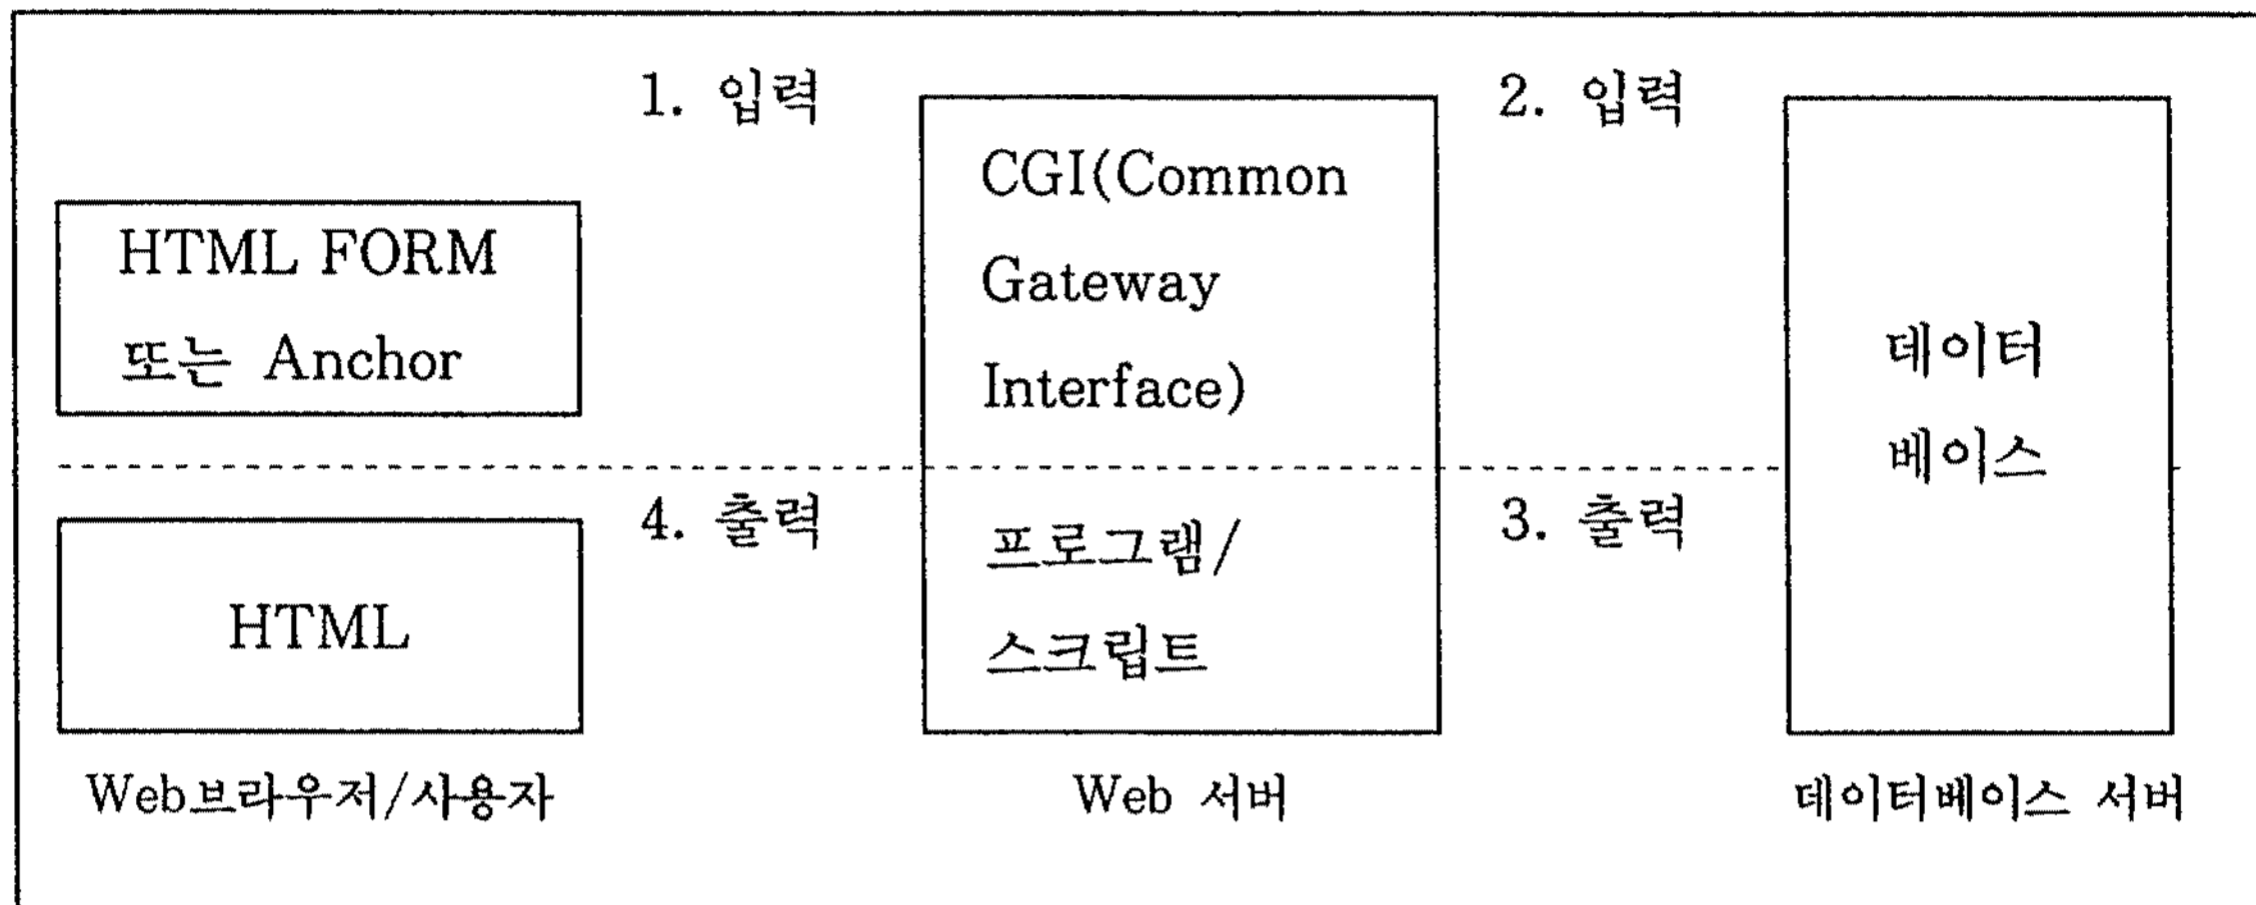 1. 입력
2. 입력
HTML FORM
또는 Anchor
CGI(Common
Gateway
Interface)
데이터
베이스
4. 출력
3. 출력
HTML
프로그램/
스크립트
Web브라우저/사용자
Web 서버
데이터베이스 서버